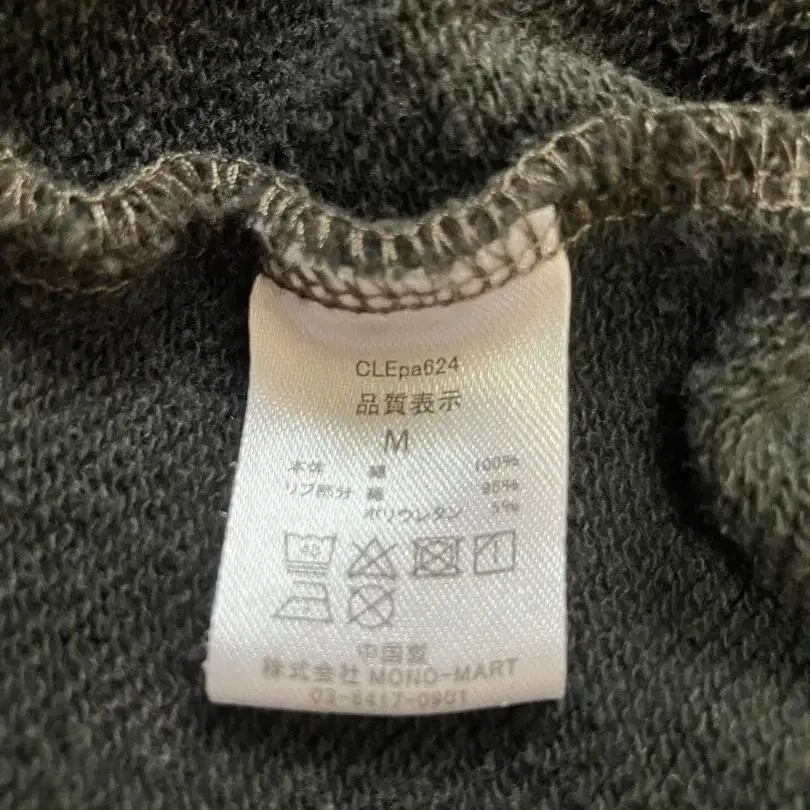 CLEpa624
品質表示
M
本体 綿 100%
リブ部分 綿 95%
ポリウレタン 5%
40
中国製
株式会社 MONO-MART
03-6417-0901